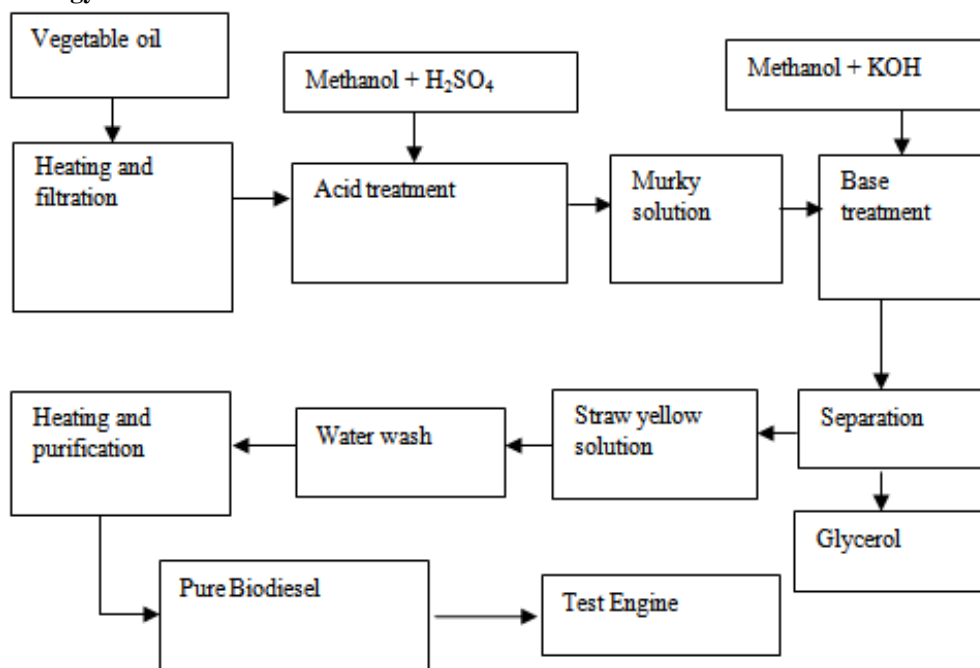 Vegetable oil
Methanol + H₂SO₄
Methanol + KOH
Heating and
filtration
Acid treatment
Murky
solution
Base
treatment
Heating and
purification
Water wash
Straw yellow
solution
Separation
Glycerol
Pure Biodiesel
Test Engine